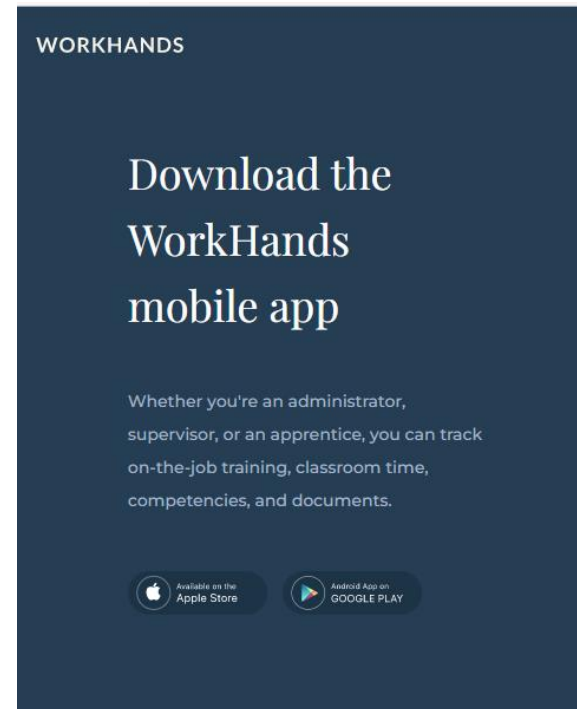 WORKHANDS
Download the
WorkHands
mobile app
Whether you're an administrator,
supervisor, or an apprentice, you can track
on-the-job training, classroom time,
competencies, and documents.
Available on the
Apple Store
Android App on
GOOGLE PLAY